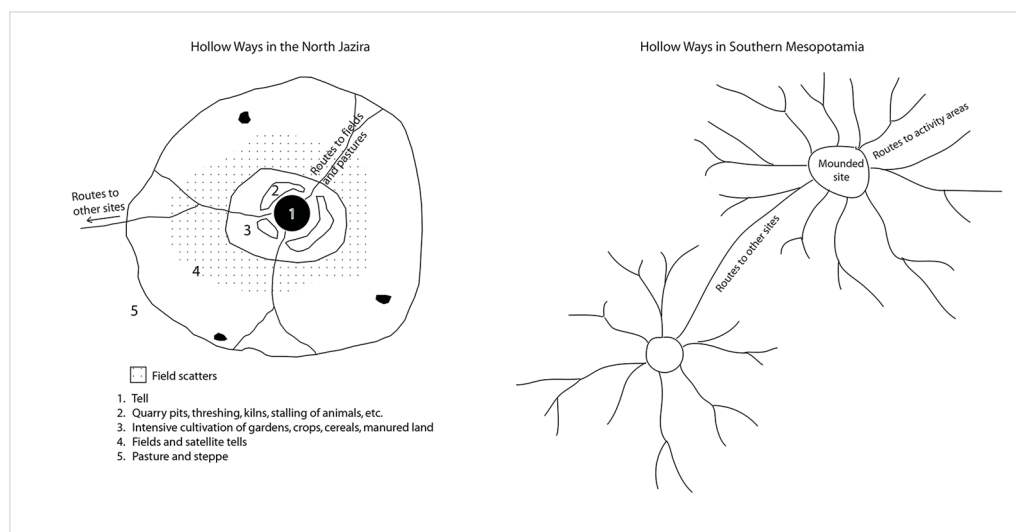 Hollow Ways in the North Jazira
Routes to fields
and pastures
Routes to
other sites
2
1
3
4
5
Field scatters
1. Tell
2. Quarry pits, threshing, kilns, stalling of animals, etc.
3. Intensive cultivation of gardens, crops, cereals, manured land
4. Fields and satellite tells
5. Pasture and steppe
Hollow Ways in Southern Mesopotamia
Routes to activity areas
Mounded
site
Routes to other sites